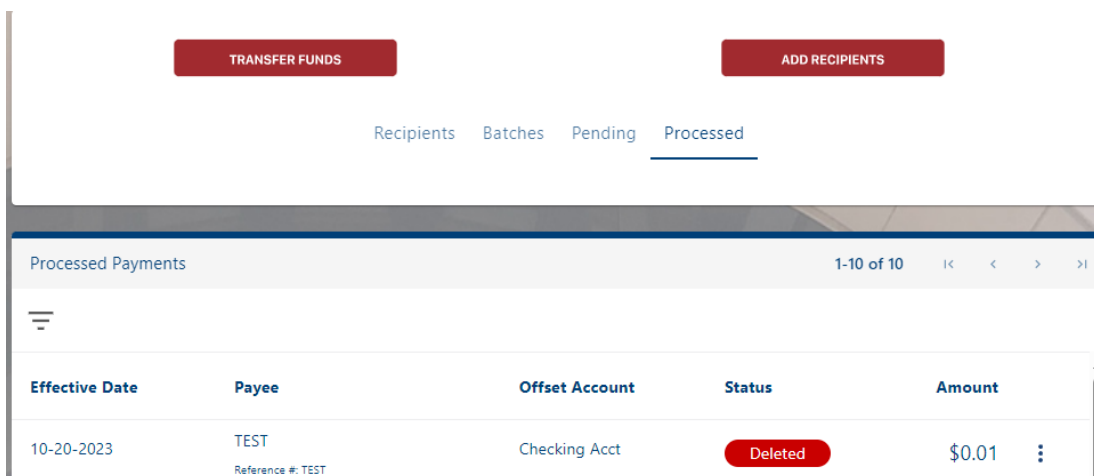 TRANSFER FUNDS ADD RECIPIENTS
Recipients Batches Pending Processed
Processed Payments 1-10 of 10
Effective Date Payee Offset Account Status Amount
10-20-2023 TEST Checking Acct Deleted $0.01
Reference #: TEST